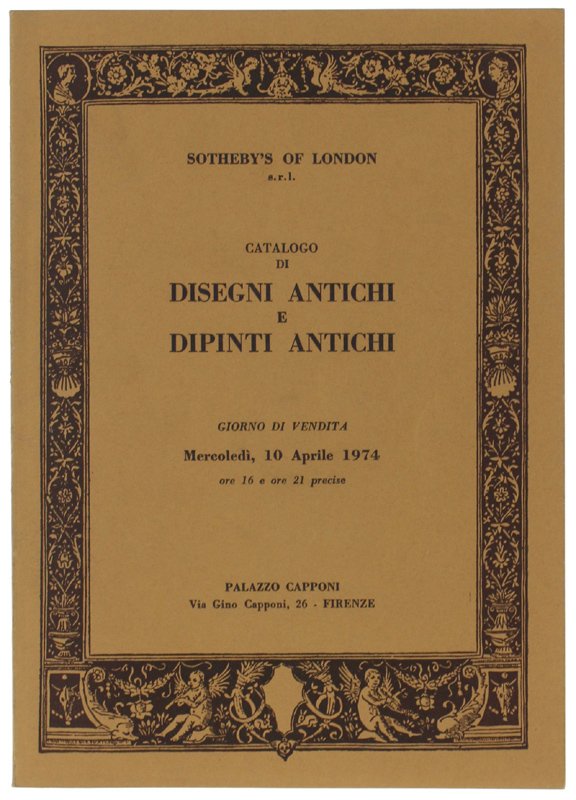 SOTHEBY'S OF LONDON
s.r.l.
CATALOGO
DI
DISEGNI ANTICHI
E
DIPINTI ANTICHI
GIORNO DI VENDITA
Mercoledì, 10 Aprile 1974
ore 16 e ore 21 precise
PALAZZO CAPPONI
Via Gino Capponi, 26 - FIRENZE